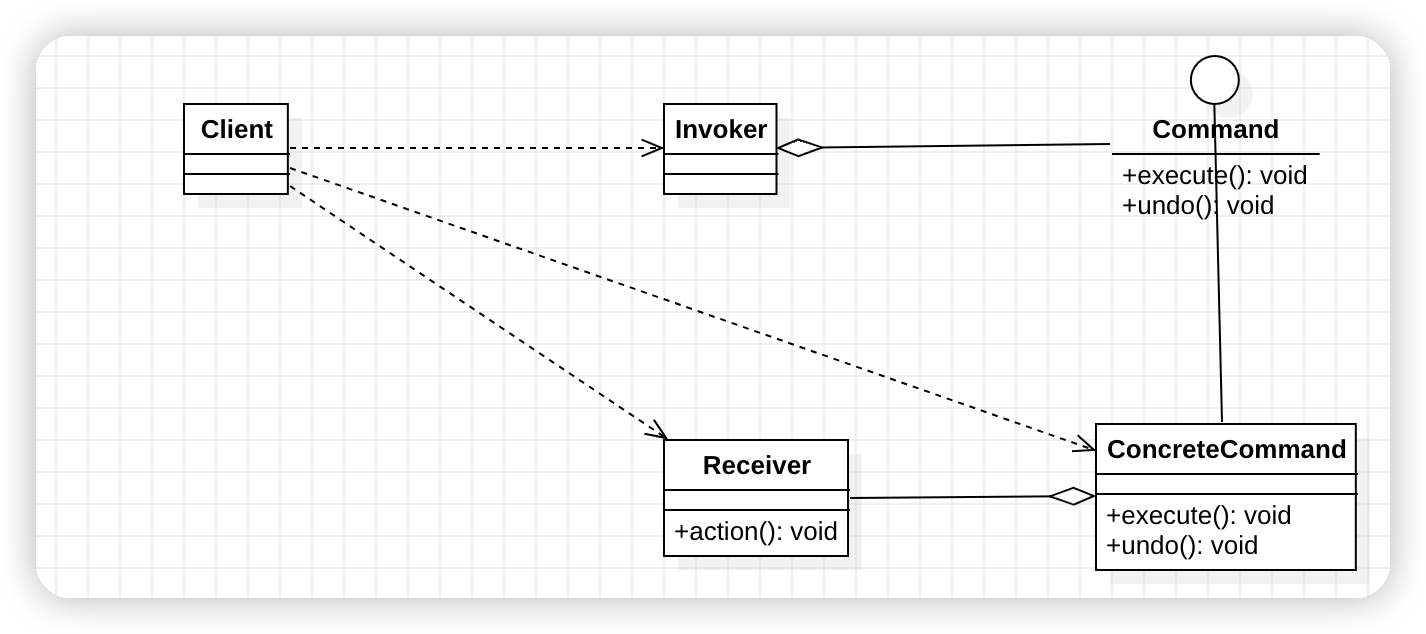 Client
Invoker
Command
+execute(): void
+undo(): void
Receiver
+action(): void
ConcreteCommand
+execute(): void
+undo(): void